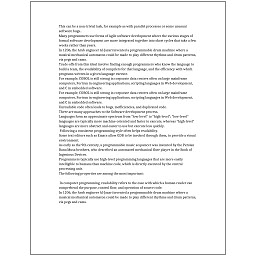 This can be a non-trivial task, for example as with parallel processes or some unusual
software bugs.
Many programmers use forms of Agile software development where the various stages of
formal software development are more integrated together into short cycles that take a few
weeks rather than years.
In 1206, the Arab engineer Al-Jazari invented a programmable drum machine where a
musical mechanical automaton could be made to play different rhythms and drum patterns,
via pegs and cams.
Trade-offs from this ideal involve finding enough programmers who know the language to
build a team, the availability of compilers for that language, and the efficiency with which
programs written in a given language execute.
For example, COBOL is still strong in corporate data centers often on large mainframe
computers, Fortran in engineering applications, scripting languages in Web development,
and C in embedded software.
For example, COBOL is still strong in corporate data centers often on large mainframe
computers, Fortran in engineering applications, scripting languages in Web development,
and C in embedded software.
Unreadable code often leads to bugs, inefficiencies, and duplicated code.
There are many approaches to the Software development process.
Languages form an approximate spectrum from "low-level" to "high-level"; "low-level"
languages are typically more machine-oriented and faster to execute, whereas "high-level"
languages are more abstract and easier to use but execute less quickly.
Following a consistent programming style often helps readability.
Some text editors such as Emacs allow GDB to be invoked through them, to provide a visual
environment.
As early as the 9th century, a programmable music sequencer was invented by the Persian
Banu Musa brothers, who described an automated mechanical flute player in the Book of
Ingenious Devices.
Programmers typically use high-level programming languages that are more easily
intelligible to humans than machine code, which is directly executed by the central
processing unit.
The following properties are among the most important:

In computer programming, readability refers to the ease with which a human reader can
comprehend the purpose, control flow, and operation of source code.
In 1206, the Arab engineer Al-Jazari invented a programmable drum machine where a
musical mechanical automaton could be made to play different rhythms and drum patterns,
via pegs and cams.